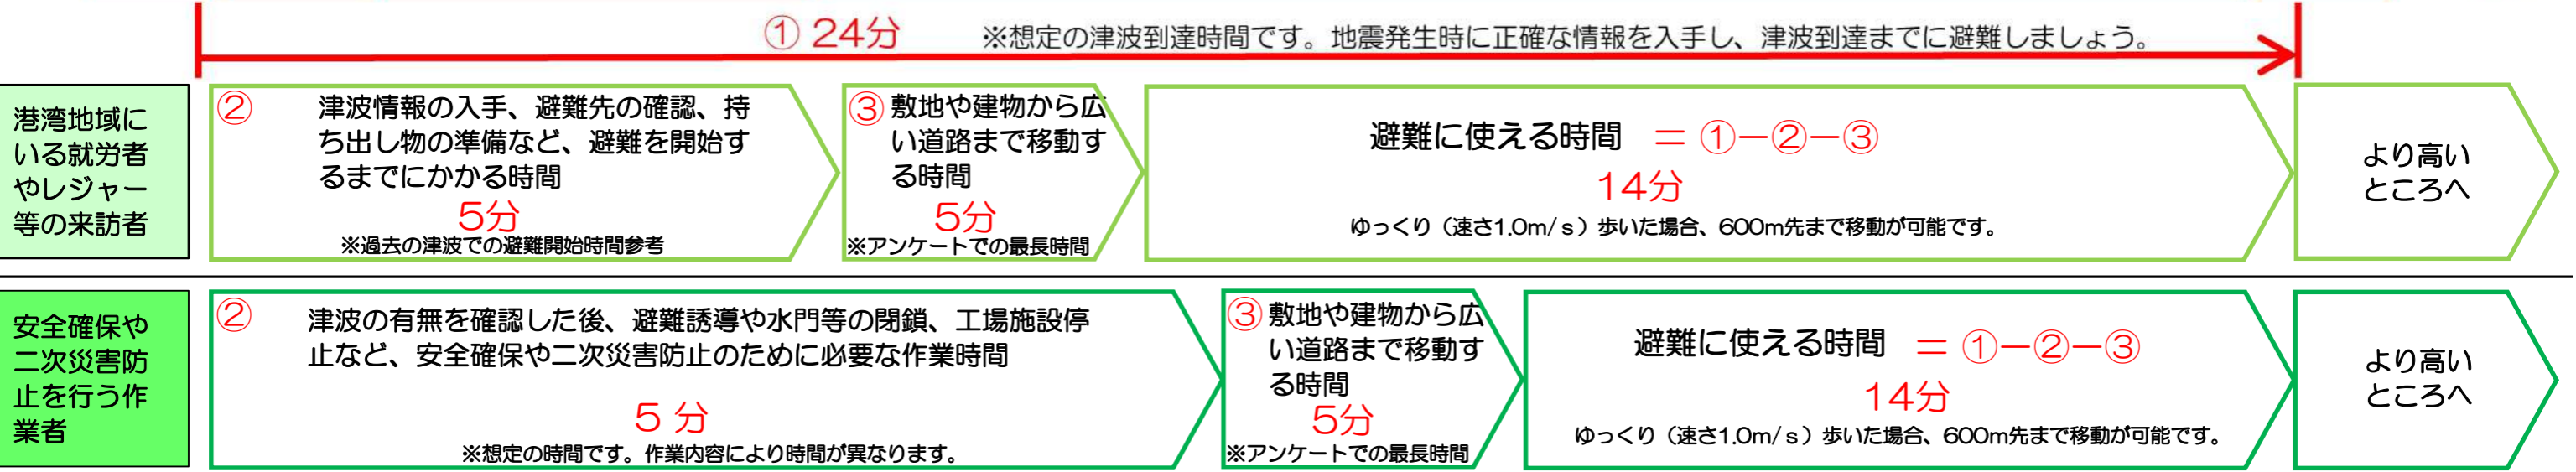 ① 24分 ※想定の津波到達時間です。地震発生時に正確な情報を入手し、津波到達までに避難しましょう。
港湾地域に
いる就労者
やレジャー
等の来訪者
② 津波情報の入手、避難先の確認、持
ち出し物の準備など、避難を開始す
るまでにかかる時間
5分
※過去の津波での避難開始時間参考
③ 敷地や建物から広
い道路まで移動す
る時間
5分
※アンケートでの最長時間
避難に使える時間 = ①-②-③
14分
ゆっくり（速さ1.0m/s）歩いた場合、600m先まで移動が可能です。
より高い
ところへ
安全確保や
二次災害防
止を行う作
業者
② 津波の有無を確認した後、避難誘導や水門等の閉鎖、工場施設停
止など、安全確保や二次災害防止のために必要な作業時間
5 分
※想定の時間です。作業内容により時間が異なります。
③ 敷地や建物から広
い道路まで移動す
る時間
5分
※アンケートでの最長時間
避難に使える時間 = ①-②-③
14分
ゆっくり（速さ1.0m/s）歩いた場合、600m先まで移動が可能です。
より高い
ところへ